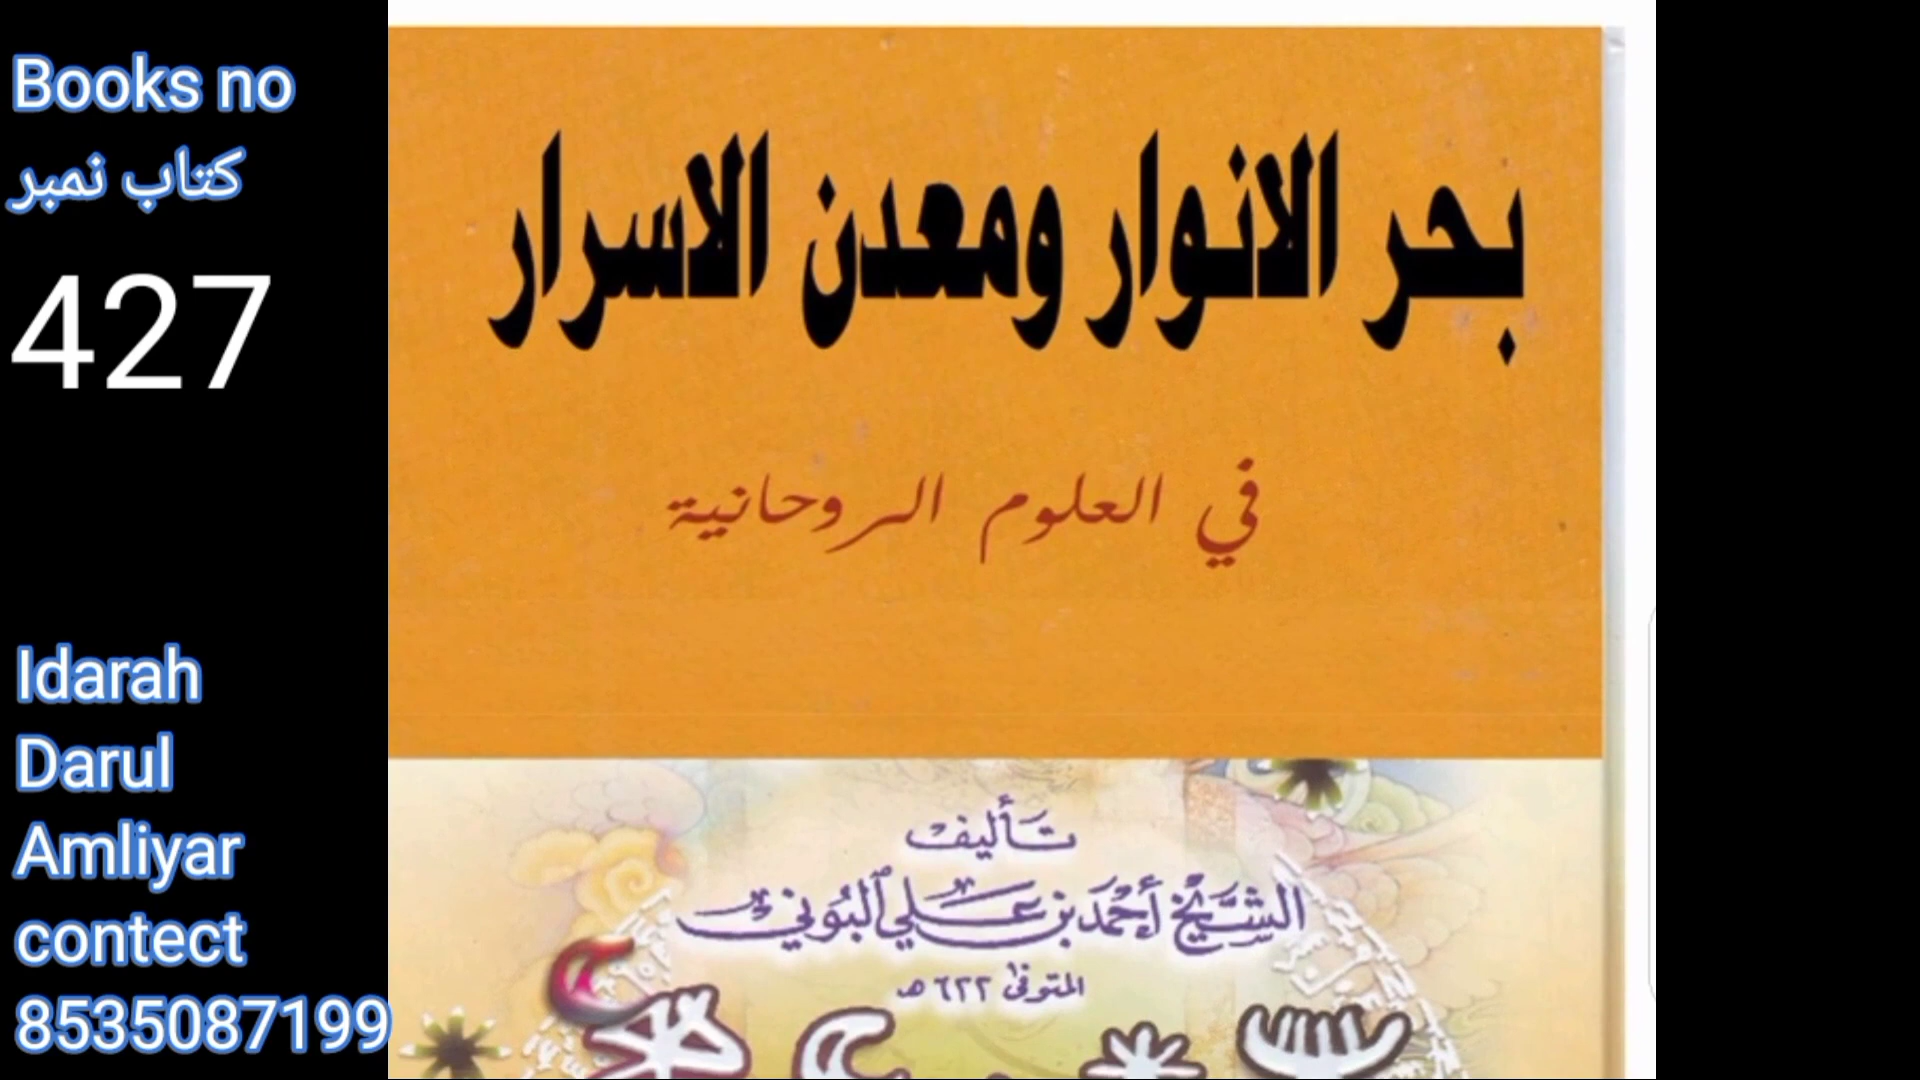 Books no
کتاب نمبر
427
Idarah
Darul
Amliyar
contect
8535087199
بحر الانوار ومعدن الاسرار
في العلوم الروحانية
تأليف
الشيخ أحمد بن علي البوني
المتوفى ٦٢٢ هـ